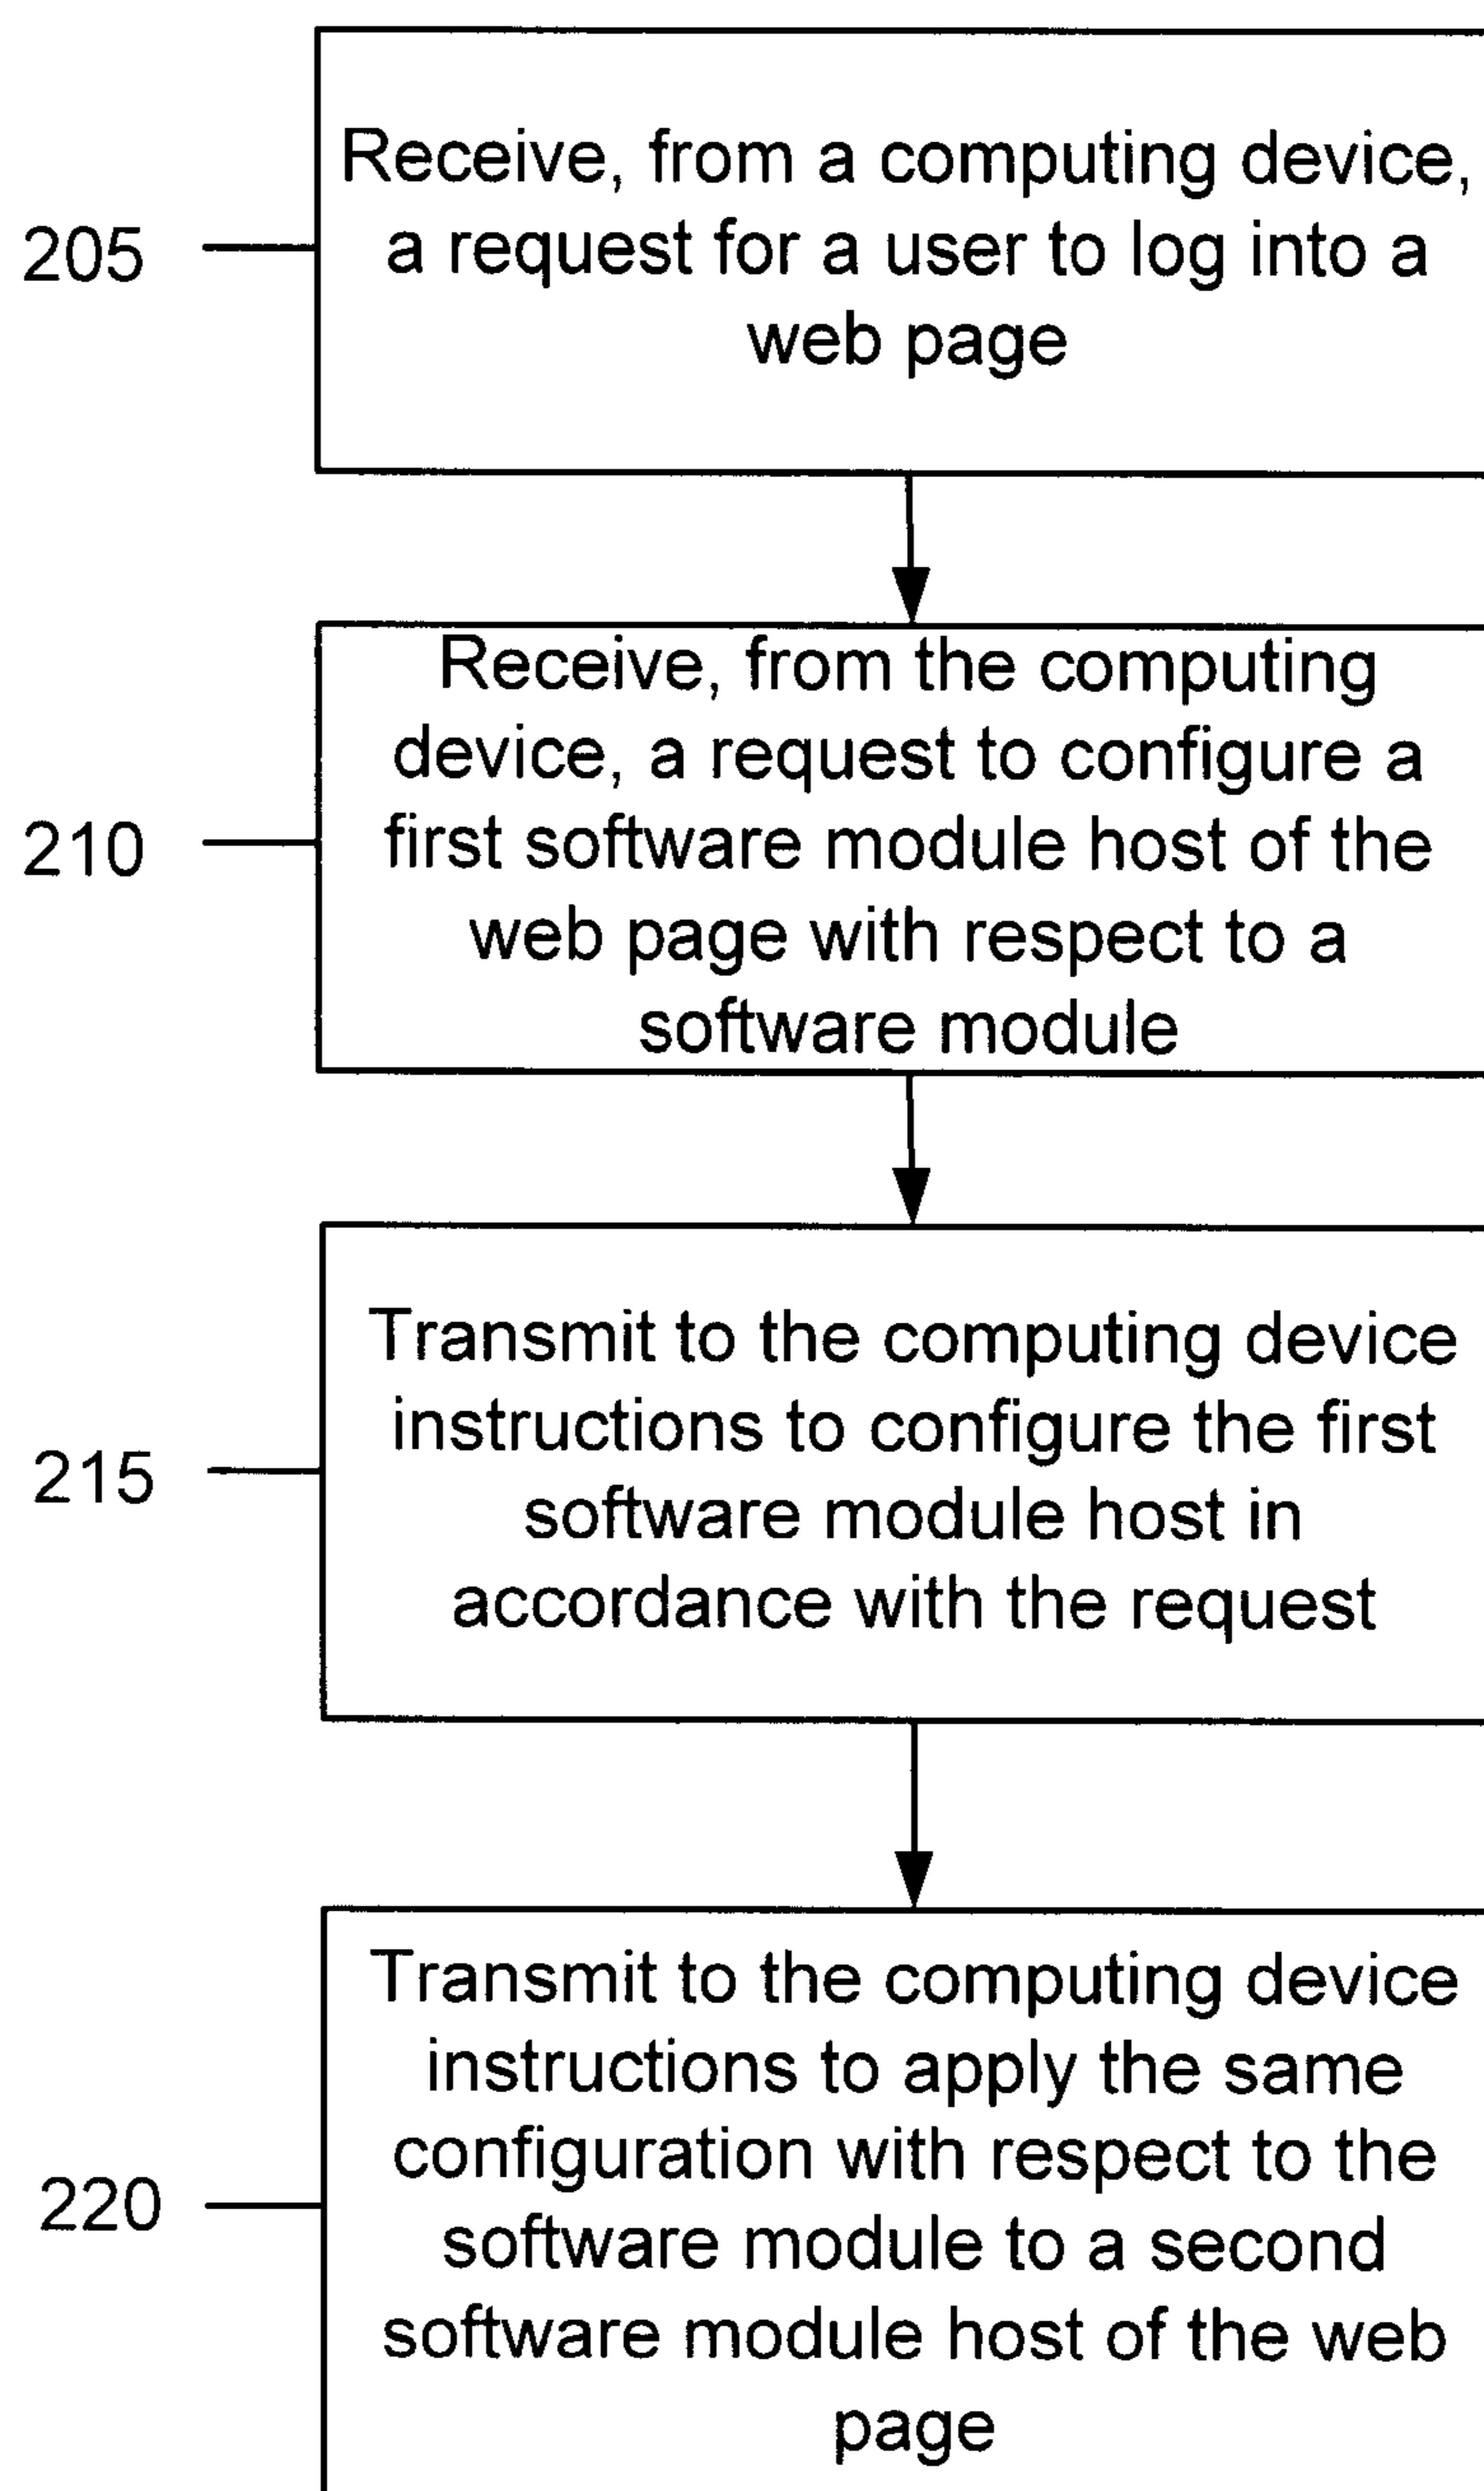 205
Receive, from a computing device,
a request for a user to log into a
web page
210
Receive, from the computing
device, a request to configure a
first software module host of the
web page with respect to a
software module
215
Transmit to the computing device
instructions to configure the first
software module host in
accordance with the request
220
Transmit to the computing device
instructions to apply the same
configuration with respect to the
software module to a second
software module host of the web
page